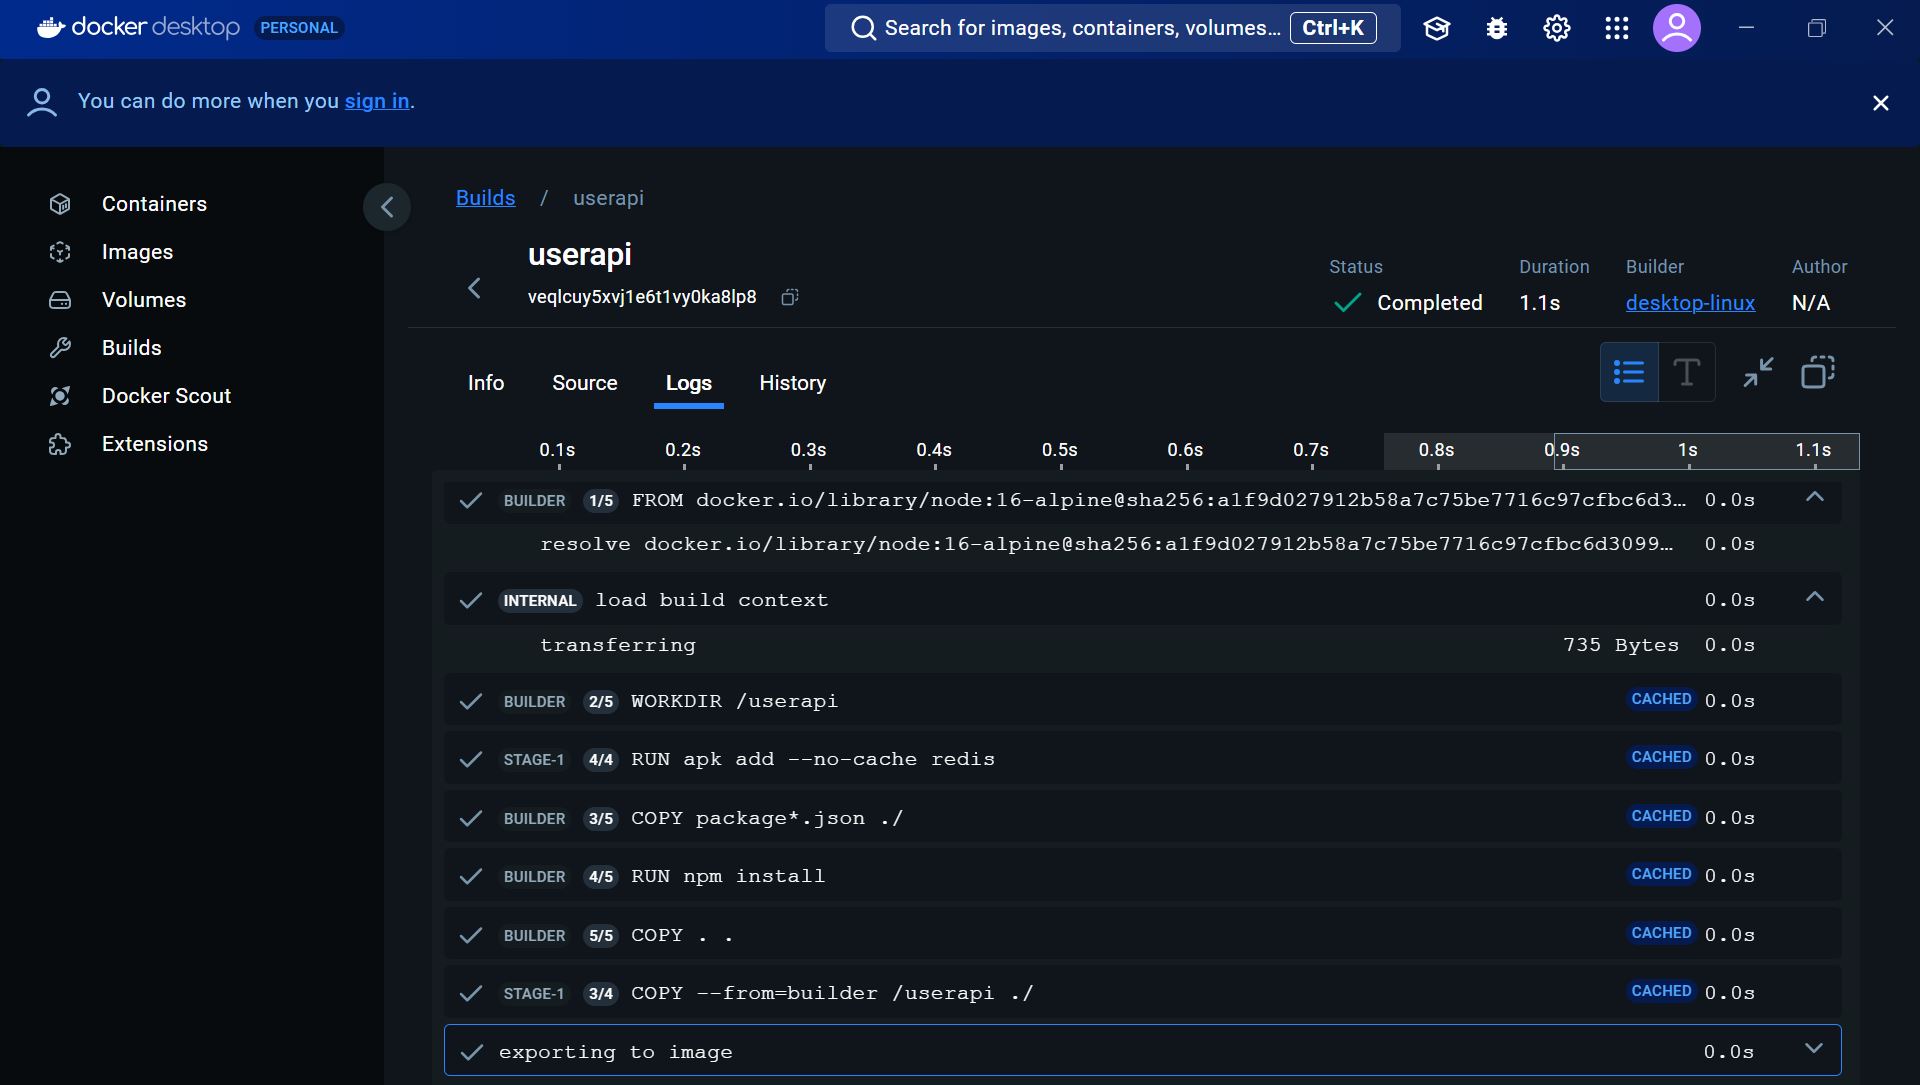 docker desktop PERSONAL
Search for images, containers, volumes... Ctrl+K
You can do more when you sign in.
Containers
Images
Volumes
Builds
Docker Scout
Extensions
Builds / userapi
userapi
veqlcuy5xvj1e6t1vy0ka8lp8
Status Duration Builder Author
Completed 1.1s desktop-linux N/A
Info Source Logs History
0.1s 0.2s 0.3s 0.4s 0.5s 0.6s 0.7s 0.8s 0.9s 1s 1.1s
BUILDER 1/5 FROM docker.io/library/node:16-alpine@sha256:a1f9d027912b58a7c75be7716c97cfbc6d3... 0.0s
resolve docker.io/library/node:16-alpine@sha256:a1f9d027912b58a7c75be7716c97cfbc6d3099... 0.0s
INTERNAL load build context 0.0s
transferring 735 Bytes 0.0s
BUILDER 2/5 WORKDIR /userapi CACHED 0.0s
STAGE-1 4/4 RUN apk add --no-cache redis CACHED 0.0s
BUILDER 3/5 COPY package*.json ./ CACHED 0.0s
BUILDER 4/5 RUN npm install CACHED 0.0s
BUILDER 5/5 COPY . . CACHED 0.0s
STAGE-1 3/4 COPY --from=builder /userapi ./ CACHED 0.0s
exporting to image 0.0s